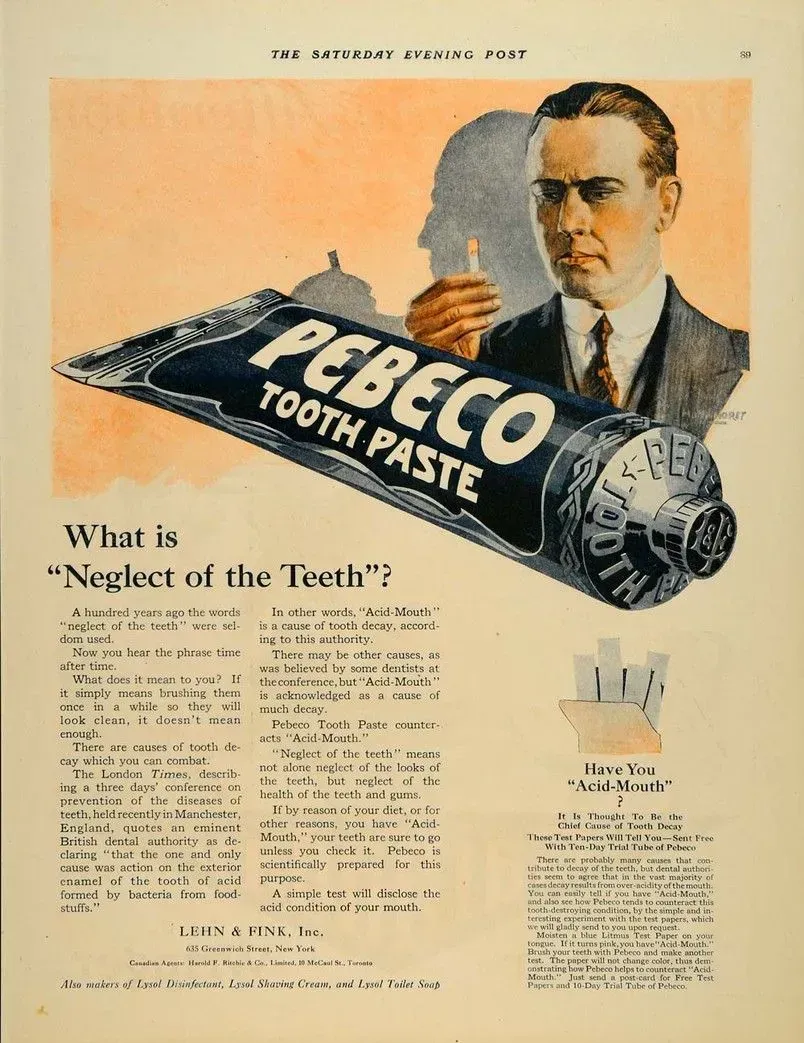 THE SATURDAY EVENING POST
89
PEBECO
TOOTH PASTE
PEBECO
TOOTH PA
What is
“Neglect of the Teeth”?
A hundred years ago the words
“neglect of the teeth” were sel-
dom used.
Now you hear the phrase time
after time.
What does it mean to you? If
it simply means brushing them
once in a while so they will
look clean, it doesn't mean
enough.
There are causes of tooth de-
cay which you can combat.
The London Times, describ-
ing a three days' conference on
prevention of the diseases of
teeth, held recently in Manchester,
England, quotes an eminent
British dental authority as de-
claring “that the one and only
cause was action on the exterior
enamel of the tooth of acid
formed by bacteria from food-
stuffs.”
In other words, “Acid-Mouth”
is a cause of tooth decay, accord-
ing to this authority.
There may be other causes, as
was believed by some dentists at
the conference, but “Acid-Mouth”
is acknowledged as a cause of
much decay.
Pebeco Tooth Paste counter-
acts “Acid-Mouth.”
“Neglect of the teeth” means
not alone neglect of the looks of
the teeth, but neglect of the
health of the teeth and gums.
If by reason of your diet, or for
other reasons, you have “Acid-
Mouth,” your teeth are sure to go
unless you check it. Pebeco is
scientifically prepared for this
purpose.
A simple test will disclose the
acid condition of your mouth.
LEHN & FINK, Inc.
635 Greenwich Street, New York
Canadian Agents: Harold F. Ritchie & Co., Limited, 10 McCaul St., Toronto
Also makers of Lysol Disinfectant, Lysol Shaving Cream, and Lysol Toilet Soap
Have You
“Acid-Mouth”
?
It Is Thought To Be the
Chief Cause of Tooth Decay
These Test Papers Will Tell You—Sent Free
With Ten-Day Trial Tube of Pebeco
There are probably many causes that con-
tribute to decay of the teeth, but dental authori-
ties seem to agree that in the vast majority of
cases decay results from over-acidity of the mouth.
You can easily tell if you have “Acid-Mouth,”
and also see how Pebeco tends to counteract this
tooth-destroying condition, by the simple and in-
teresting experiment with the test papers, which
we will gladly send to you upon request.
Moisten a blue Litmus Test Paper on your
tongue. If it turns pink, you have “Acid-Mouth.”
Brush your teeth with Pebeco and make another
test. The paper will not change color, thus dem-
onstrating how Pebeco helps to counteract “Acid-
Mouth.” Just send a post-card for Free Test
Papers and 10-Day Trial Tube of Pebeco.